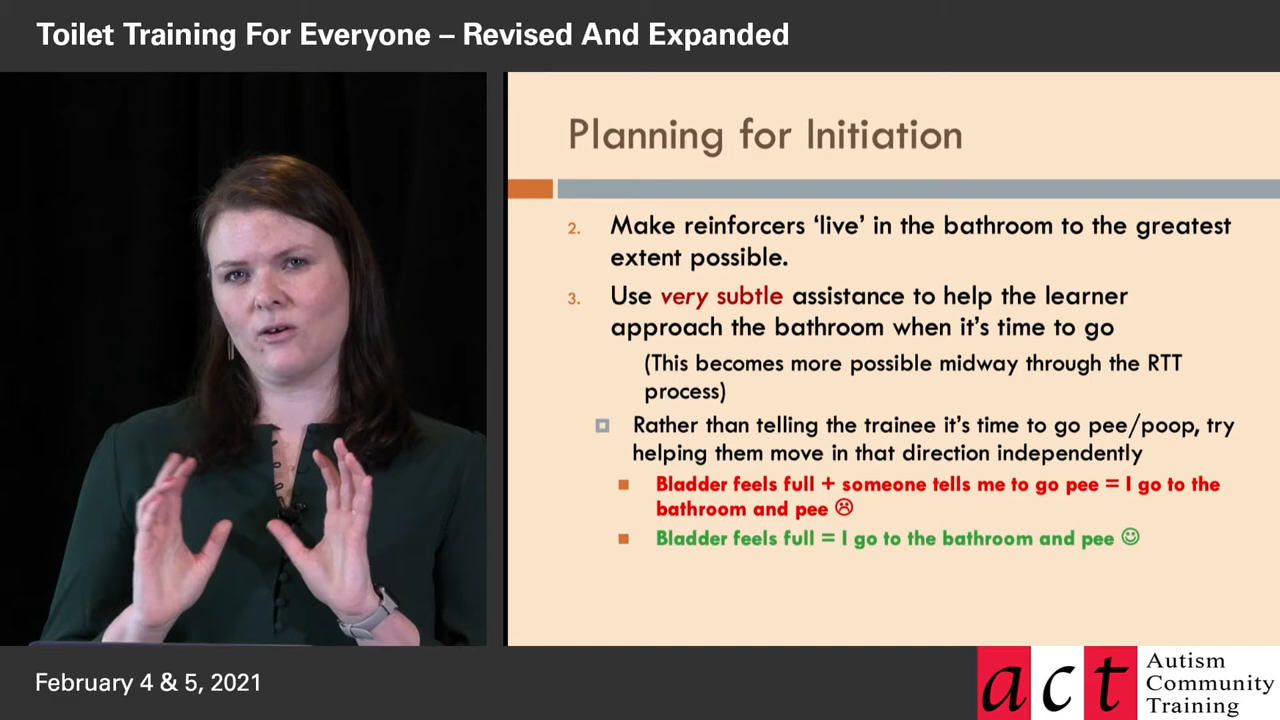 Toilet Training For Everyone – Revised And Expanded
Planning for Initiation
2. Make reinforcers ‘live’ in the bathroom to the greatest
extent possible.
3. Use very subtle assistance to help the learner
approach the bathroom when it’s time to go
(This becomes more possible midway through the RTT
process)
Rather than telling the trainee it’s time to go pee/poop, try
helping them move in that direction independently
Bladder feels full + someone tells me to go pee = I go to the
bathroom and pee ☹
Bladder feels full = I go to the bathroom and pee ☺
February 4 & 5, 2021
act
Autism
Community
Training